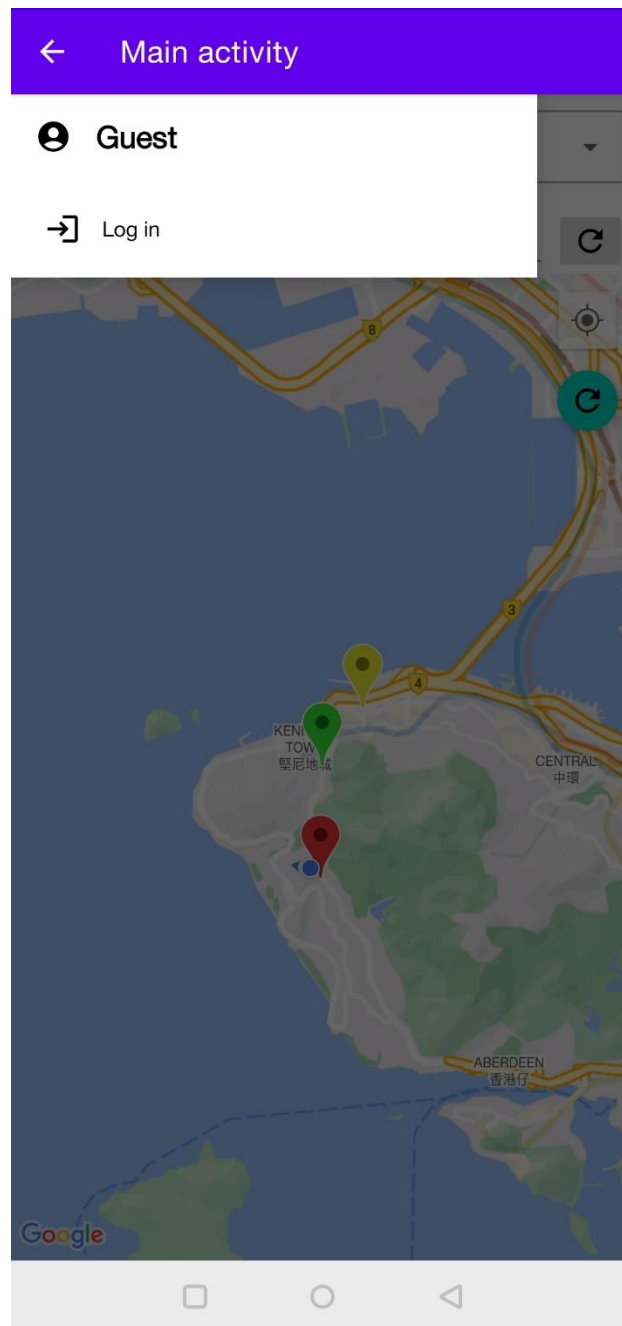 Main activity
Guest
Log in
8
3
4
CENTRAL
中環
堅尼地城
ABERDEEN
香港仔
Google